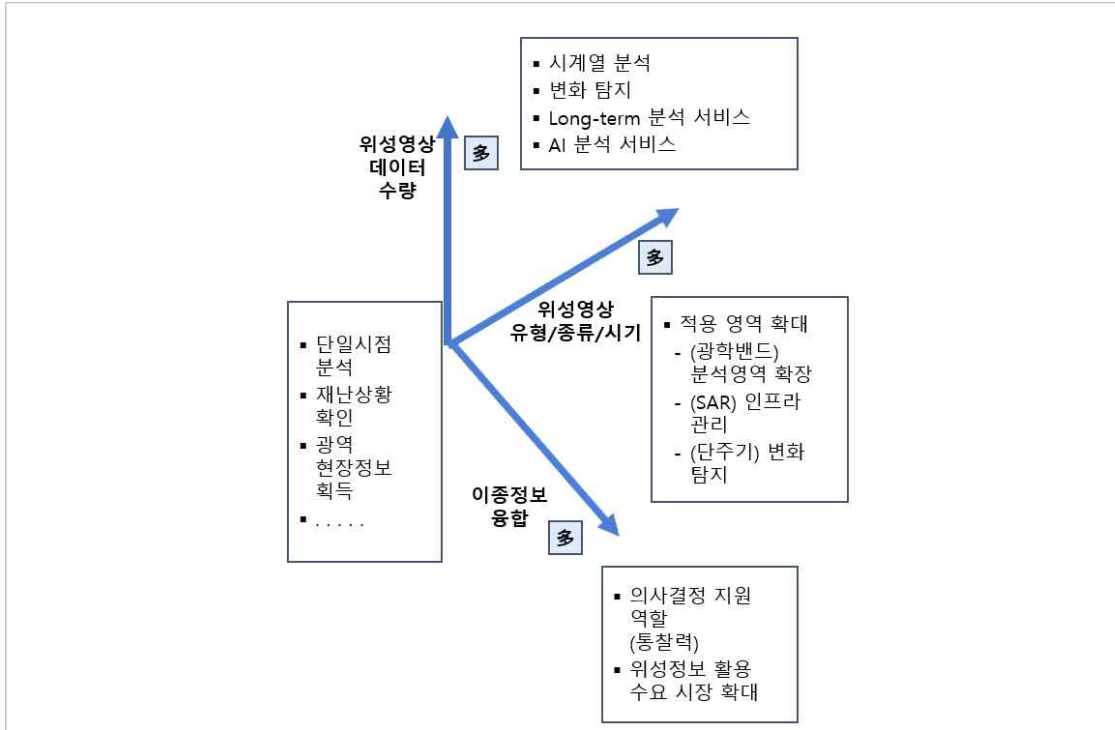 ▪ 시계열 분석
▪ 변화 탐지
▪ Long-term 분석 서비스
▪ AI 분석 서비스
위성영상
데이터
수량
多
多
위성영상
유형/종류/시기
▪ 단일시점
분석
▪ 재난상황
확인
▪ 광역
현장정보
획득
▪ . . . . .
▪ 적용 영역 확대
- (광학밴드)
분석영역 확장
- (SAR) 인프라
관리
- (단주기) 변화
탐지
이종정보
융합
多
▪ 의사결정 지원
역할
(통찰력)
▪ 위성정보 활용
수요 시장 확대